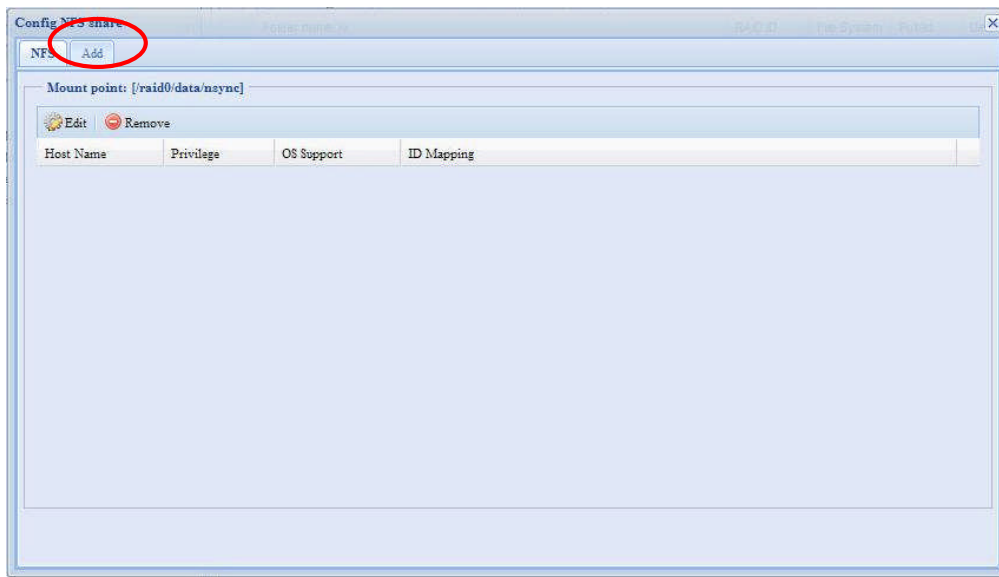 Config NFS share
NFS Add
Mount point: [/raid0/data/nsync]
Edit Remove
Host Name Privilege OS Support ID Mapping